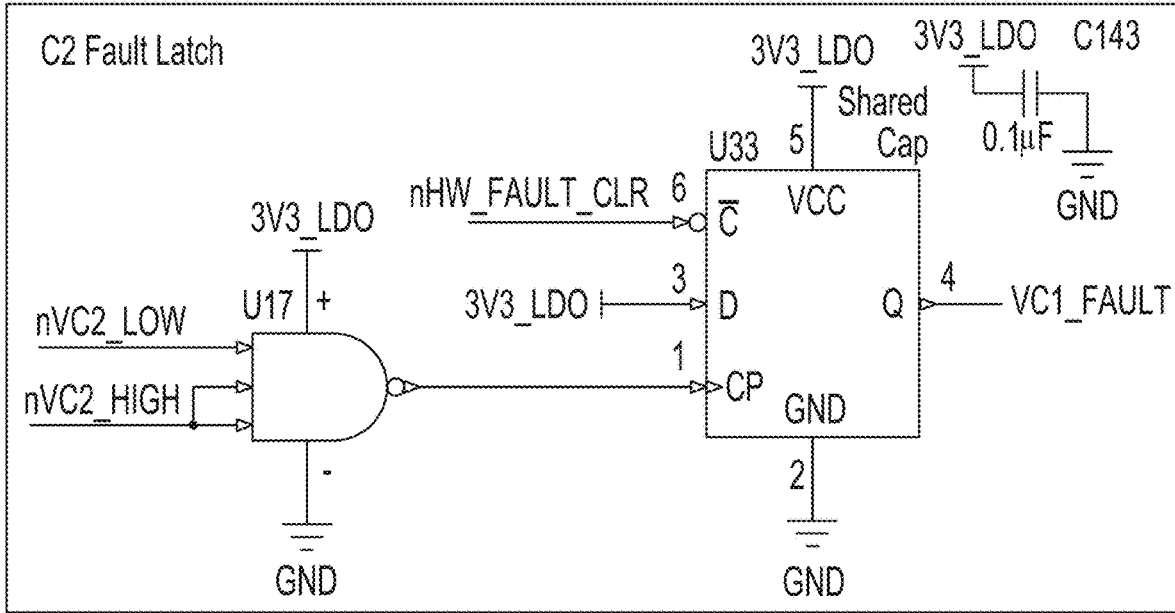 C2 Fault Latch
3V3_LDO
Shared
Cap
3V3_LDO C143
0.1µF
GND
U33
5
VCC
nHW_FAULT_CLR
6
C̅
3V3_LDO
U17
+
3V3_LDO
3
D
Q
4
VC1_FAULT
nVC2_LOW
nVC2_HIGH
1
CP
GND
-
2
GND
GND